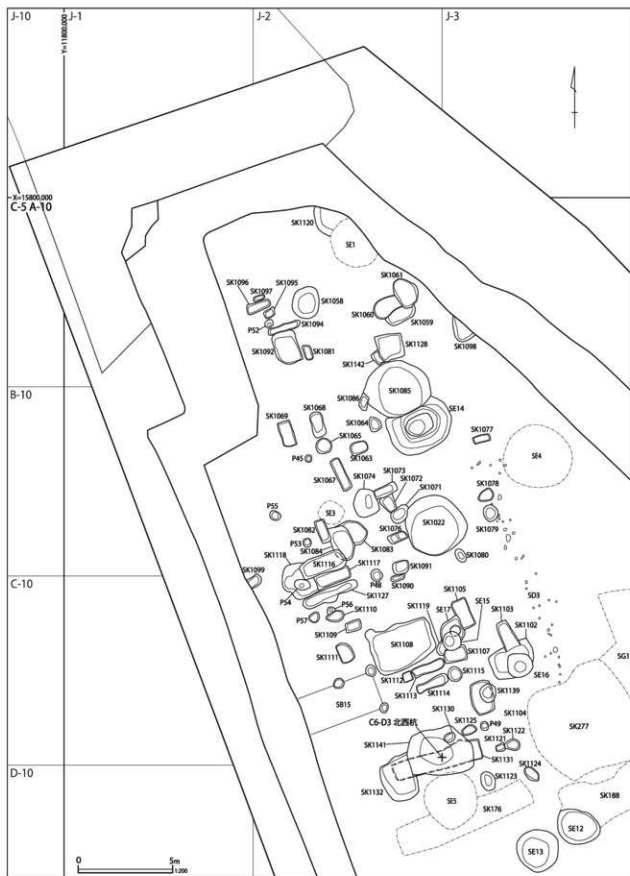 J-10
J-1
J-2
J-3
Y=11800.000
X=15800.000
C-5 A-10
SK1120
SE1
SK1096
SK1097
SK1095
SK1058
SK1061
SK1060
SK1059
P52
SK1094
SK1092
SK1081
SK1098
SK1128
SK1142
B-10
SK1085
SK1086
SE14
SK1069
SK1068
SK1064
SK1065
SK1077
P45
SK1063
SE4
SK1067
SK1074
SK1073
SK1072
SK1071
SK1078
P55
SE3
SK1079
SK1082
SK1076
SK1022
P53
SK1084
SK1083
SK1080
SK1118
SK1116
SK1117
C-10
SK1099
SK1091
P54
SK1127
P48
SK1090
SK1105
SD3
P56
SK1110
SK1119
SE17
SE15
SK1103
P57
SK1109
SK1102
SK1108
SK1107
SG1
SK1111
SK1112
SK1115
SE16
SK1113
SK1114
SK1139
SB15
SK1130
SK1104
C6-D3 北西杭
SK1125
P49
SK277
SK1141
SK1121
SK1122
D-10
SK1131
SK1132
SK1123
SK1124
SE5
SK176
SK188
SE12
SE13
0
5m
1:200